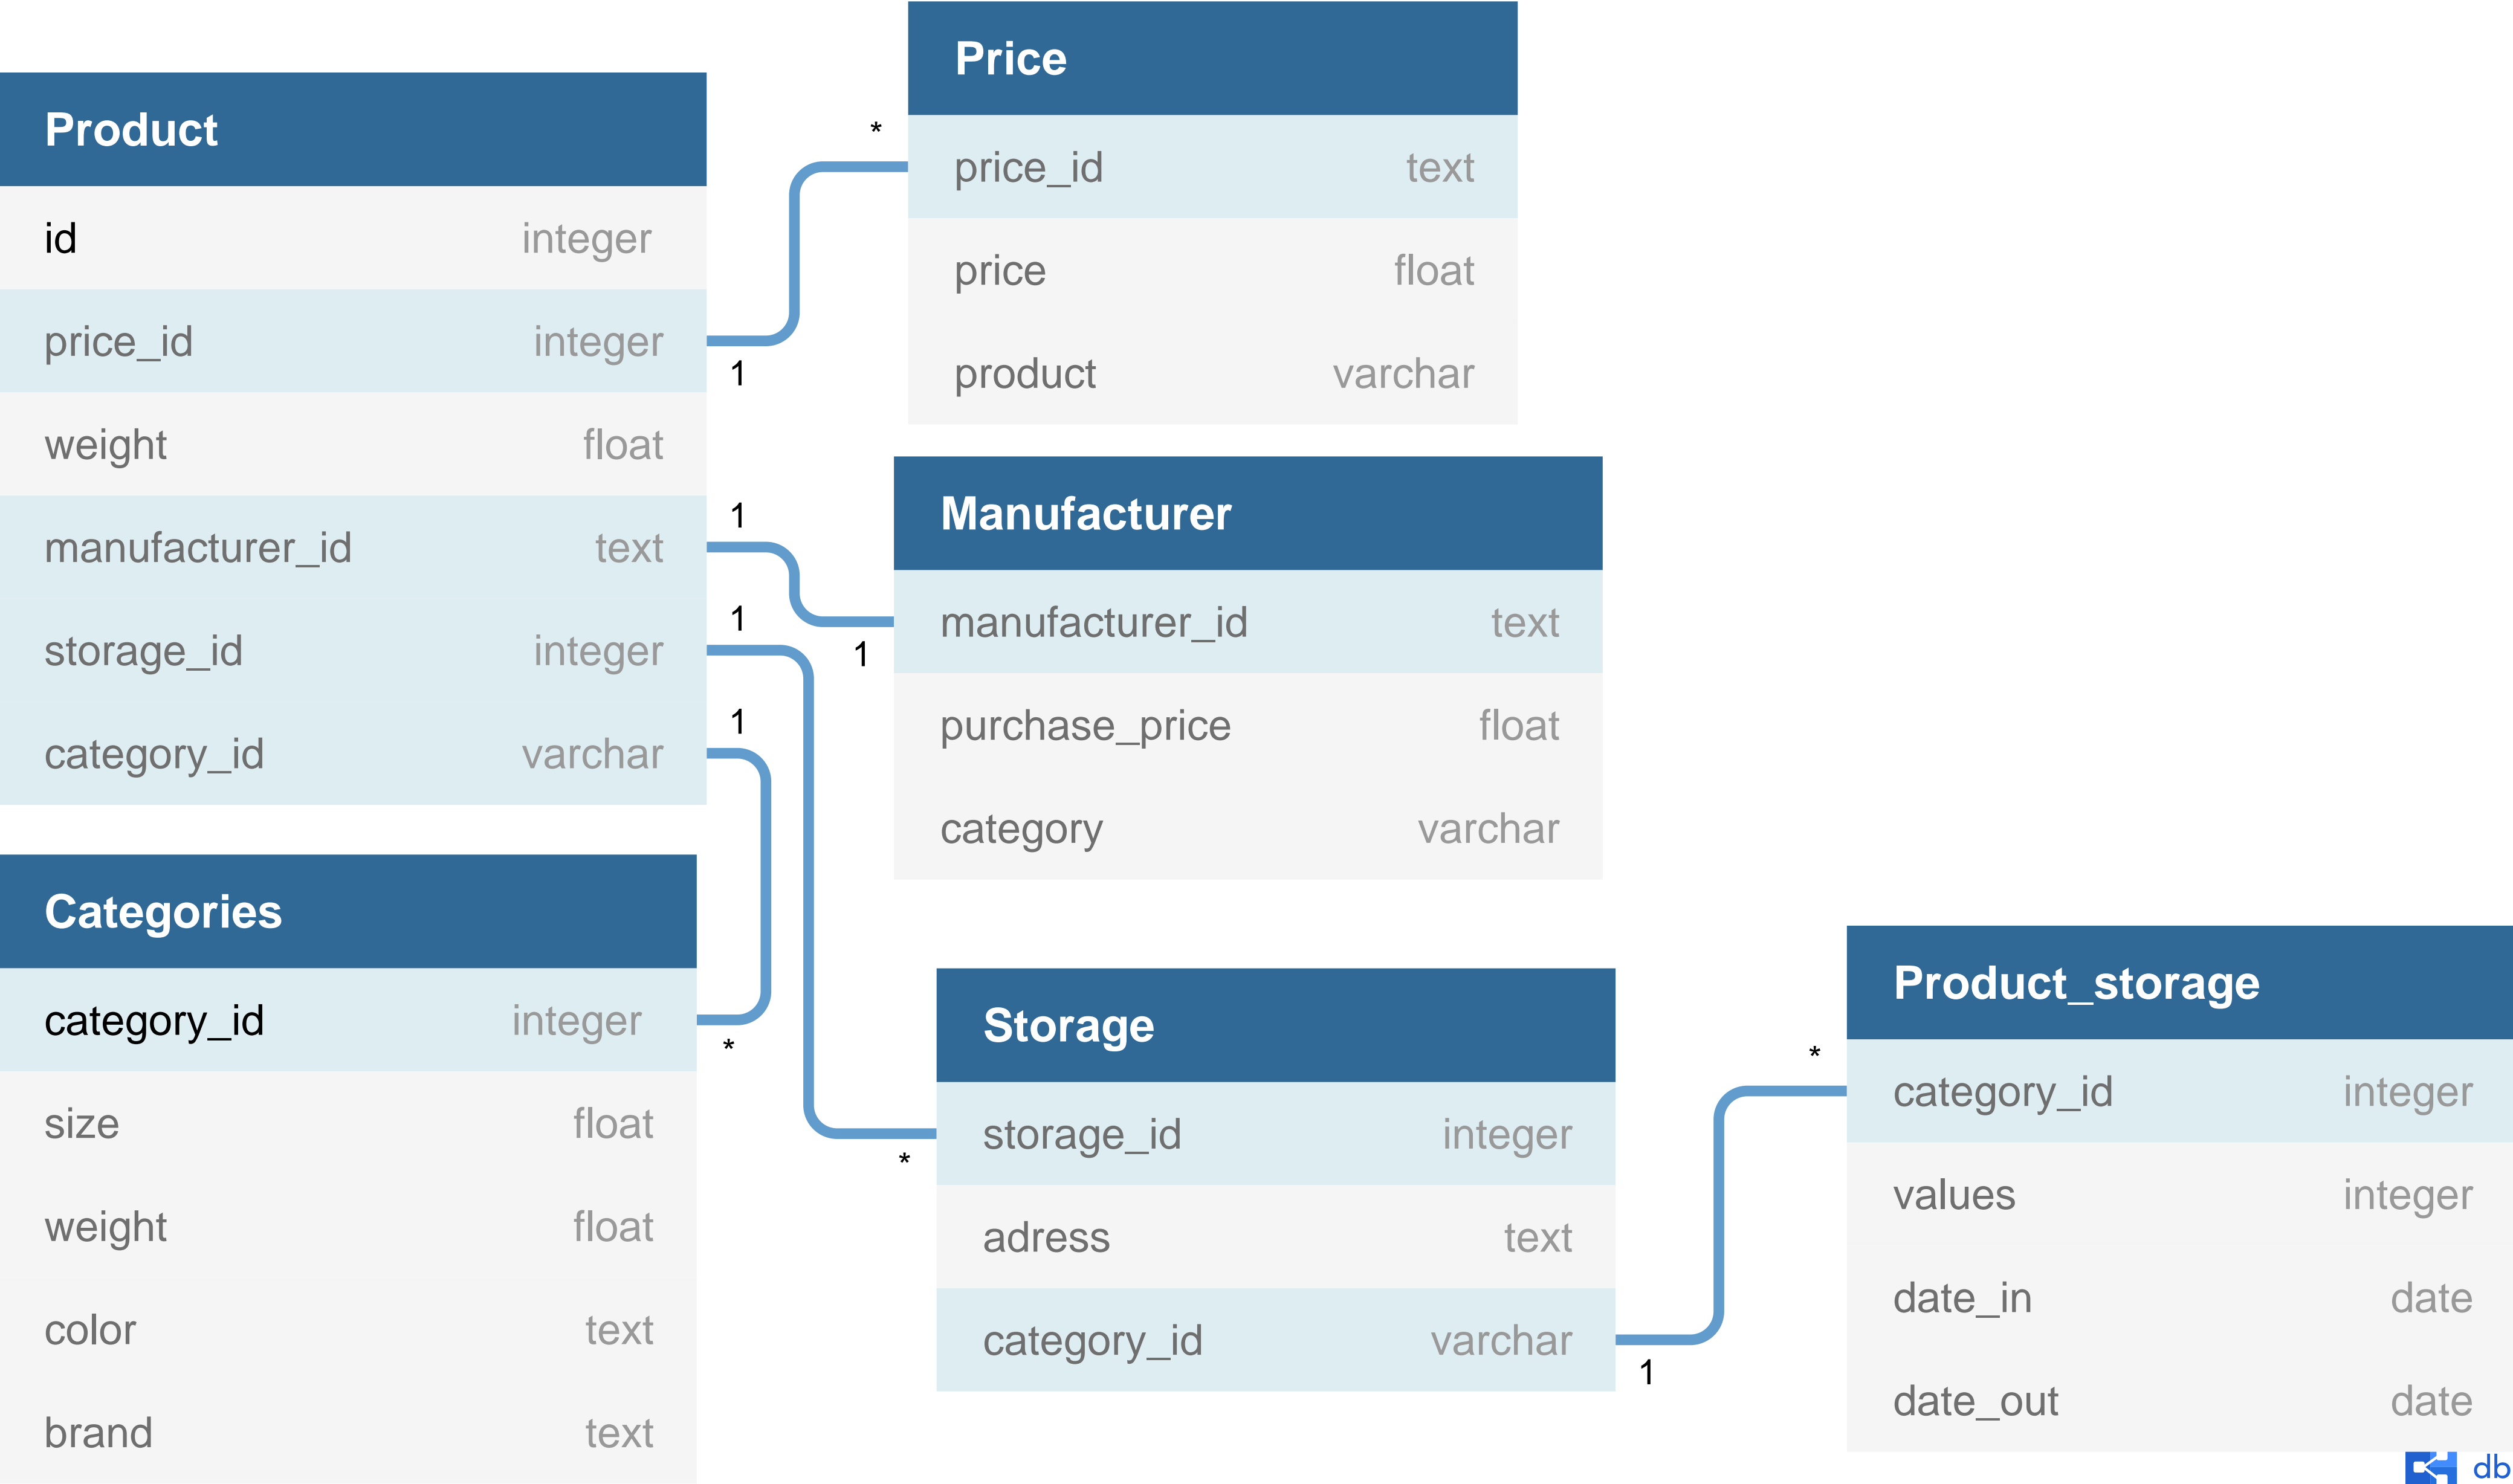 Product
id integer
price_id integer
weight float
manufacturer_id text
storage_id integer
category_id varchar
Price
price_id text
price float
product varchar
* 
1
Manufacturer
manufacturer_id text
purchase_price float
category varchar
1
1
1
1
Categories
category_id integer
size float
weight float
color text
brand text
*
Storage
storage_id integer
adress text
category_id varchar
*
1
Product_storage
category_id integer
values integer
date_in date
date_out date
*
db